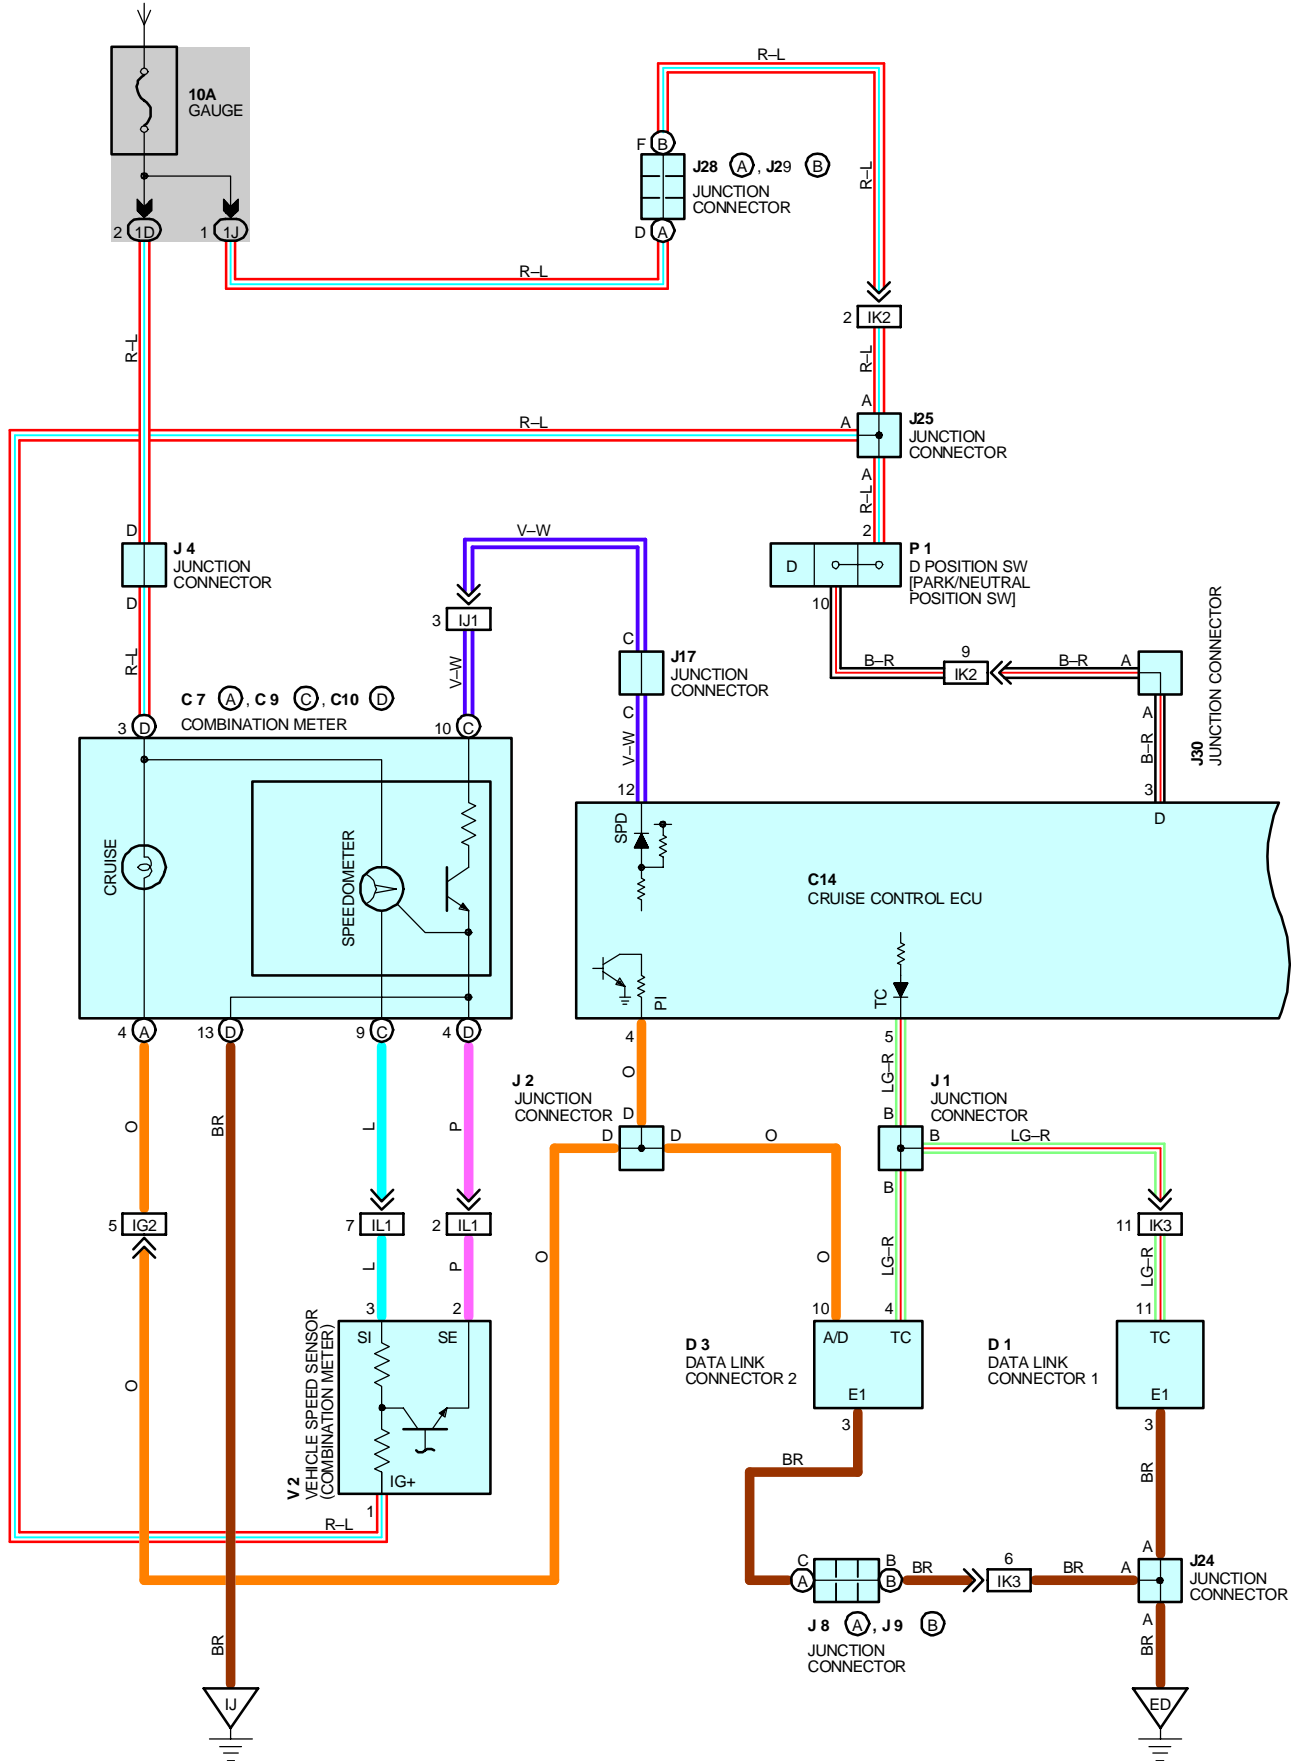 10A
GAUGE
2 1D
1 1J
R–L
F B
J28 A , J29 B
JUNCTION
CONNECTOR
D A
R–L
R–L
R–L
2 IK2
R–L
R–L
A
A
R–L
J25
JUNCTION
CONNECTOR
A
R–L
2
D
J 4
JUNCTION
CONNECTOR
D
R–L
V–W
3 IJ1
V–W
C
J17
JUNCTION
CONNECTOR
C
V–W
12
D
P 1
D POSITION SW
[PARK/NEUTRAL
POSITION SW]
10
B–R
9
IK2
B–R
A
A
B–R
3
J30
JUNCTION CONNECTOR
C 7 A , C 9 C , C10 D
COMBINATION METER
3 D
10 C
CRUISE
SPEEDOMETER
SPD
D
C14
CRUISE CONTROL ECU
PI
TC
4 A
13 D
9 C
4 D
4
5
O
BR
L
P
O
LG–R
J 2
JUNCTION
CONNECTOR
D
D
D
O
J 1
JUNCTION
CONNECTOR
B
B
LG–R
B
5 IG2
7 IL1
2 IL1
11 IK3
L
P
O
O
LG–R
LG–R
O
3
2
10
4
11
V 2
VEHICLE SPEED SENSOR
(COMBINATION METER)
SI
SE
IG+
1
R–L
D 3
DATA LINK
CONNECTOR 2
A/D
TC
E1
3
D 1
DATA LINK
CONNECTOR 1
TC
E1
3
BR
BR
C
A
B
B
BR
6
IK3
BR
A
A
J24
JUNCTION
CONNECTOR
A
BR
J 8 A , J 9 B
JUNCTION
CONNECTOR
BR
IJ
ED